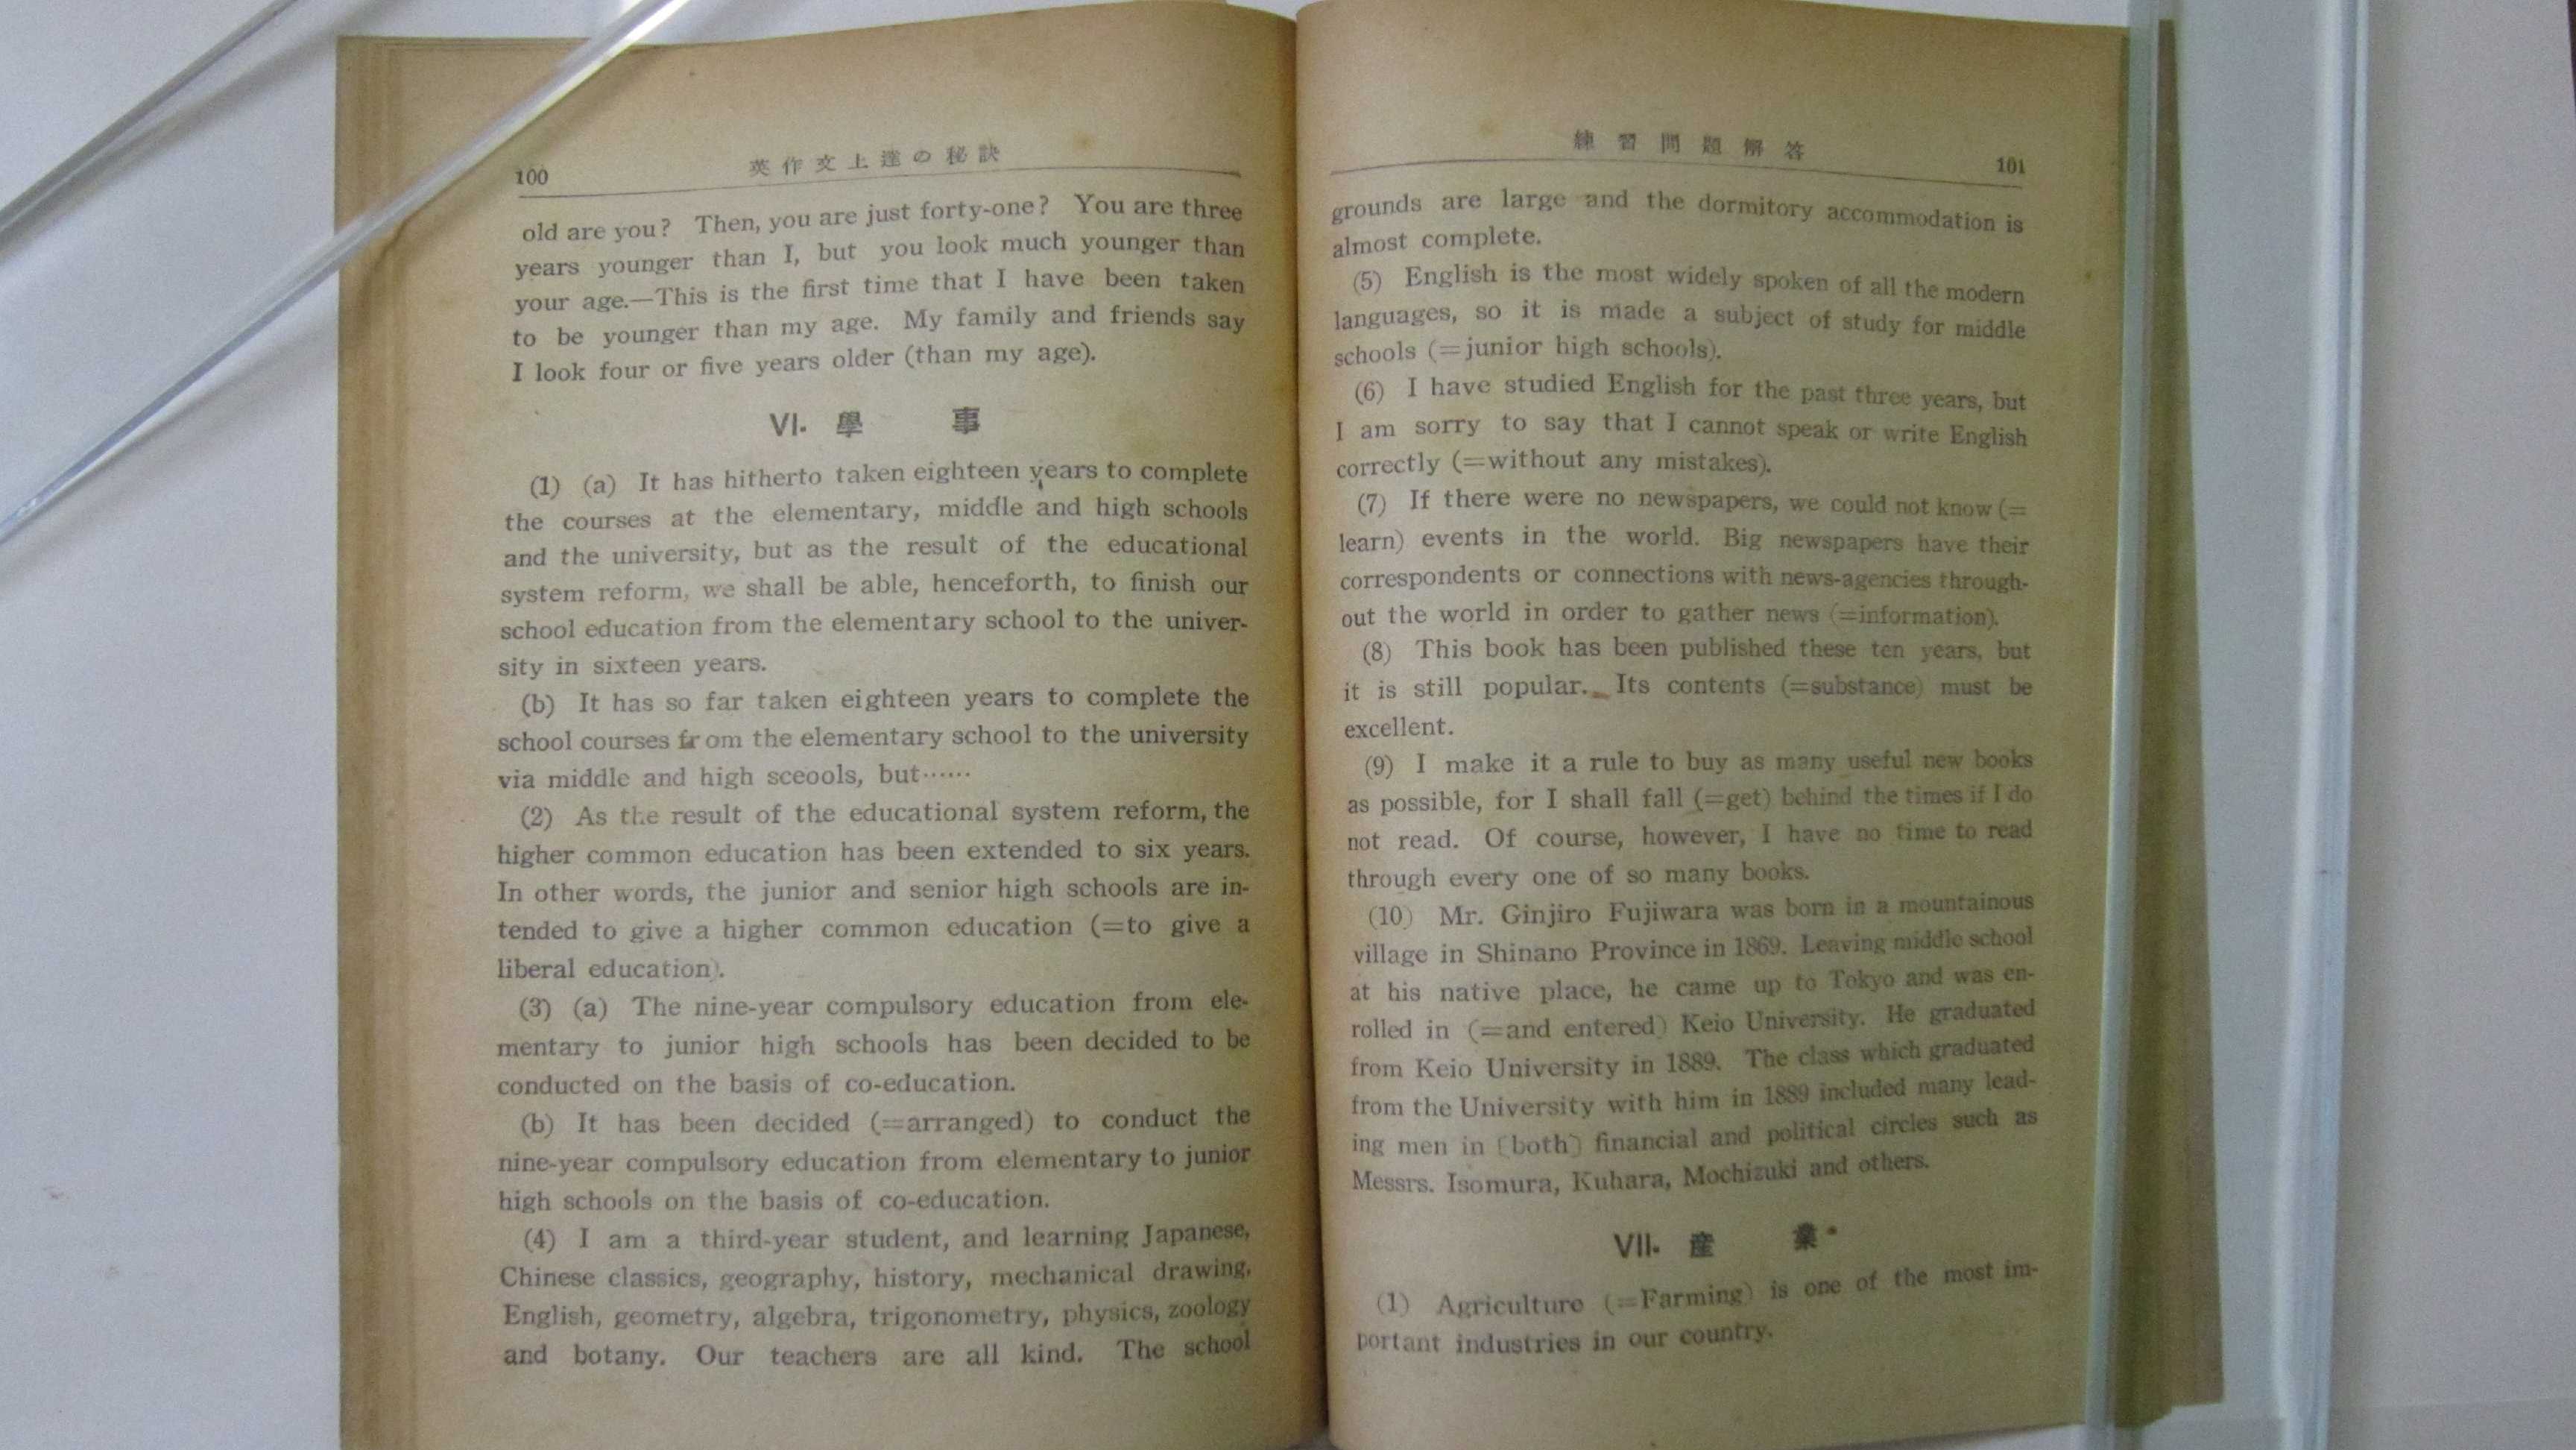 100
英作文上達の秘訣
old are you? Then, you are just forty-one? You are three
years younger than I, but you look much younger than
your age.—This is the first time that I have been taken
to be younger than my age. My family and friends say
I look four or five years older (than my age).
VI. 學 事
(1) (a) It has hitherto taken eighteen years to complete
the courses at the elementary, middle and high schools
and the university, but as the result of the educational
system reform, we shall be able, henceforth, to finish our
school education from the elementary school to the univer-
sity in sixteen years.
(b) It has so far taken eighteen years to complete the
school courses from the elementary school to the university
via middle and high sceools, but……
(2) As the result of the educational system reform, the
higher common education has been extended to six years.
In other words, the junior and senior high schools are in-
tended to give a higher common education (=to give a
liberal education).
(3) (a) The nine-year compulsory education from ele-
mentary to junior high schools has been decided to be
conducted on the basis of co-education.
(b) It has been decided (=arranged) to conduct the
nine-year compulsory education from elementary to junior
high schools on the basis of co-education.
(4) I am a third-year student, and learning Japanese,
Chinese classics, geography, history, mechanical drawing,
English, geometry, algebra, trigonometry, physics, zoology
and botany. Our teachers are all kind. The school
練習問題解答
101
grounds are large and the dormitory accommodation is
almost complete.
(5) English is the most widely spoken of all the modern
languages, so it is made a subject of study for middle
schools (=junior high schools).
(6) I have studied English for the past three years, but
I am sorry to say that I cannot speak or write English
correctly (=without any mistakes).
(7) If there were no newspapers, we could not know (=
learn) events in the world. Big newspapers have their
correspondents or connections with news-agencies through-
out the world in order to gather news (=information).
(8) This book has been published these ten years, but
it is still popular. Its contents (=substance) must be
excellent.
(9) I make it a rule to buy as many useful new books
as possible, for I shall fall (=get) behind the times if I do
not read. Of course, however, I have no time to read
through every one of so many books.
(10) Mr. Ginjiro Fujiwara was born in a mountainous
village in Shinano Province in 1869. Leaving middle school
at his native place, he came up to Tokyo and was en-
rolled in (=and entered) Keio University. He graduated
from Keio University in 1889. The class which graduated
from the University with him in 1889 included many lead-
ing men in [both] financial and political circles such as
Messrs. Isomura, Kuhara, Mochizuki and others.
VII. 産 業
(1) Agriculture (=Farming) is one of the most im-
portant industries in our country.